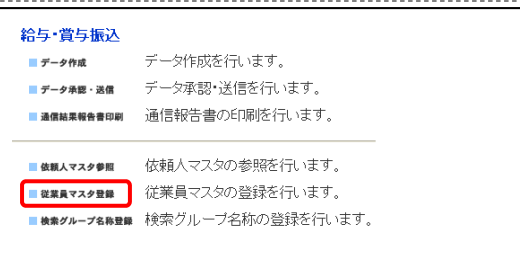 給与・賞与振込
データ作成 データ作成を行います。
データ承認・送信 データ承認・送信を行います。
通信結果報告書印刷 通信報告書の印刷を行います。
依頼人マスタ参照 依頼人マスタの参照を行います。
従業員マスタ登録 従業員マスタの登録を行います。
検索グループ名称登録 検索グループ名称の登録を行います。